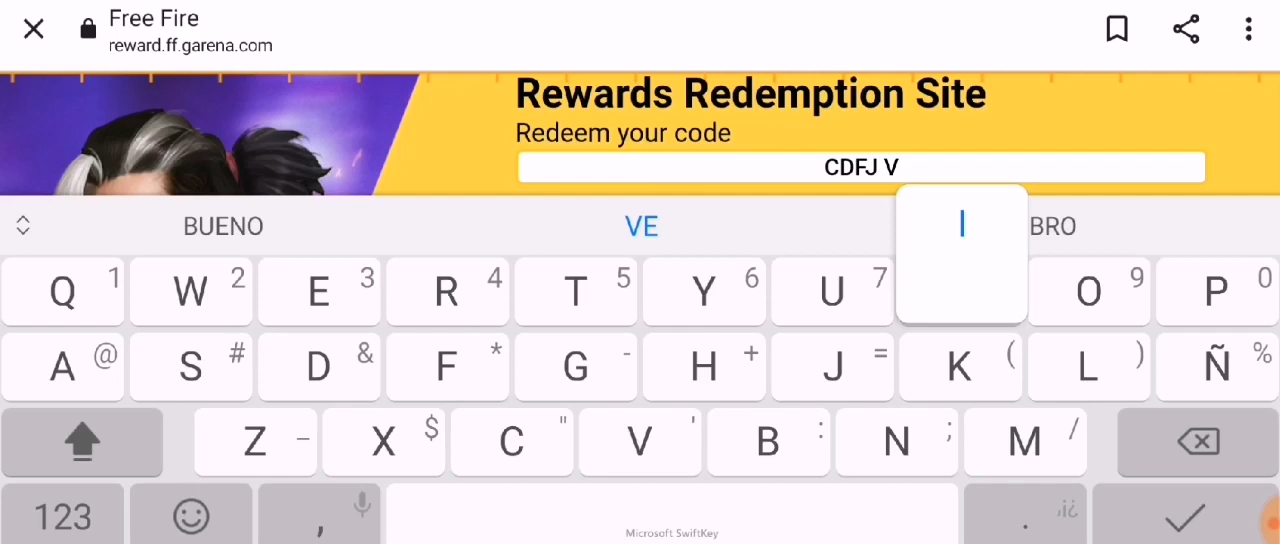 Free Fire
reward.ff.garena.com
Rewards Redemption Site
Redeem your code
CDFJ V
BUENO VE BRO
I
Q 1 W 2 E 3 R 4 T 5 Y 6 U 7 O 9 P 0
A @ S # D & F * G - H + J = K ( L ) Ñ %
Z _ X $ C " V ' B : N ; M /
123 , Microsoft SwiftKey . ¡¿